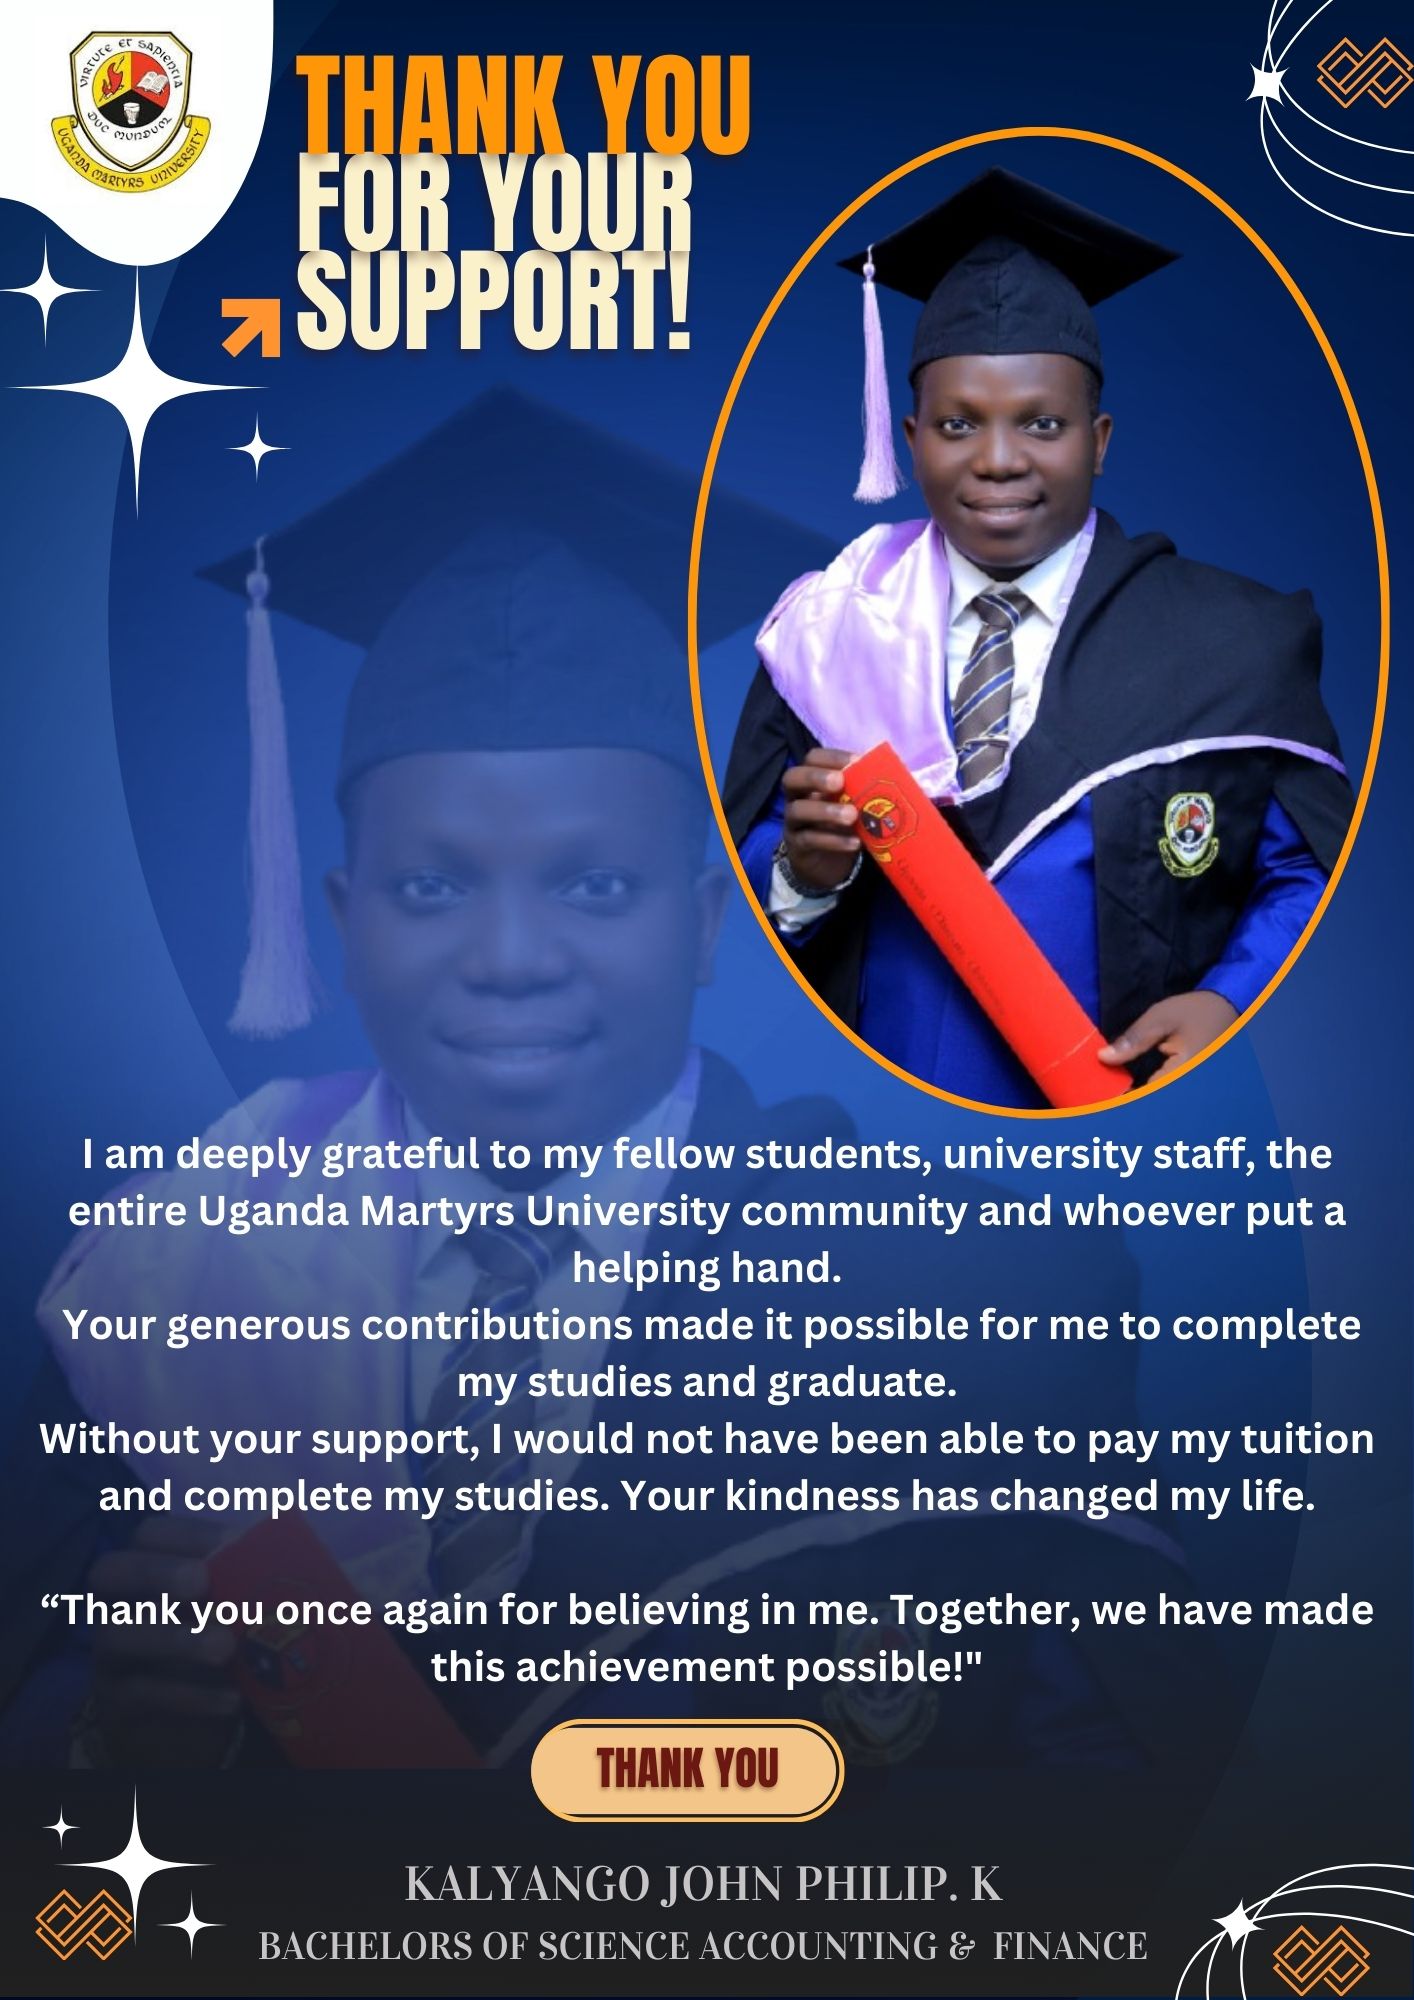 VIRTUTE ET SAPIENTIA
DUC MUNDUM
UGANDA MARTYRS UNIVERSITY
THANK YOU
FOR YOUR
SUPPORT!
I am deeply grateful to my fellow students, university staff, the
entire Uganda Martyrs University community and whoever put a
helping hand.
Your generous contributions made it possible for me to complete
my studies and graduate.
Without your support, I would not have been able to pay my tuition
and complete my studies. Your kindness has changed my life.
“Thank you once again for believing in me. Together, we have made
this achievement possible!"
THANK YOU
KALYANGO JOHN PHILIP. K
BACHELORS OF SCIENCE ACCOUNTING & FINANCE